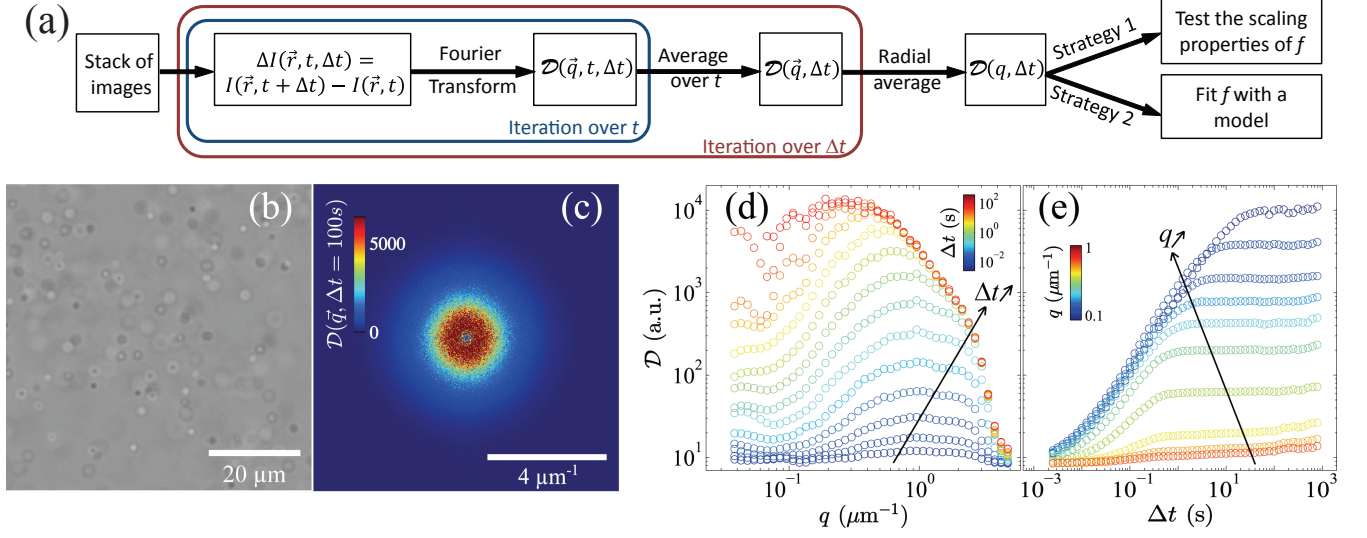 (a)
Stack of
images
ΔI(r⃗, t, Δt) =
I(r⃗, t + Δt) − I(r⃗, t)
Fourier
Transform
𝓓(q⃗, t, Δt)
Iteration over t
Average
over t
𝓓(q⃗, Δt)
Iteration over Δt
Radial
average
𝓓(q, Δt)
Strategy 1
Strategy 2
Test the scaling
properties of f
Fit f with a
model
(b)
20 μm
(c)
𝓓(q⃗, Δt = 100s)
5000
0
4 μm⁻¹
(d)
𝓓 (a.u.)
10⁴
10³
10²
10¹
Δt (s)
10²
10⁰
10⁻²
Δt↗
10⁻¹
10⁰
q (μm⁻¹)
(e)
q↗
q (μm⁻¹)
1
0.1
10⁻³
10⁻¹
10¹
10³
Δt (s)